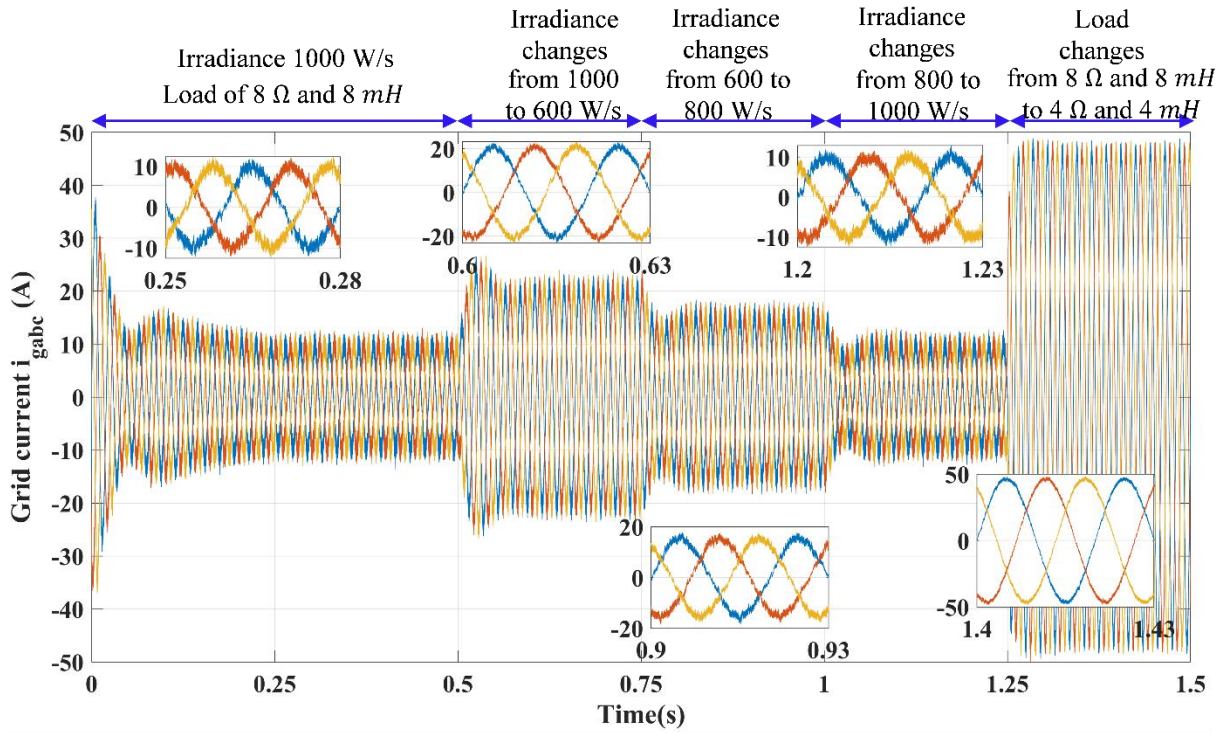 Irradiance 1000 W/s
Load of 8 Ω and 8 mH
Irradiance
changes
from 1000
to 600 W/s
Irradiance
changes
from 600 to
800 W/s
Irradiance
changes
from 800 to
1000 W/s
Load
changes
from 8 Ω and 8 mH
to 4 Ω and 4 mH
Grid current i_gabc (A)
50
40
30
20
10
0
-10
-20
-30
-40
-50
10
0
-10
0.25
0.28
20
0
-20
0.6
0.63
10
0
-10
1.2
1.23
20
0
-20
0.9
0.93
50
0
-50
1.4
1.43
0
0.25
0.5
0.75
1
1.25
1.5
Time(s)